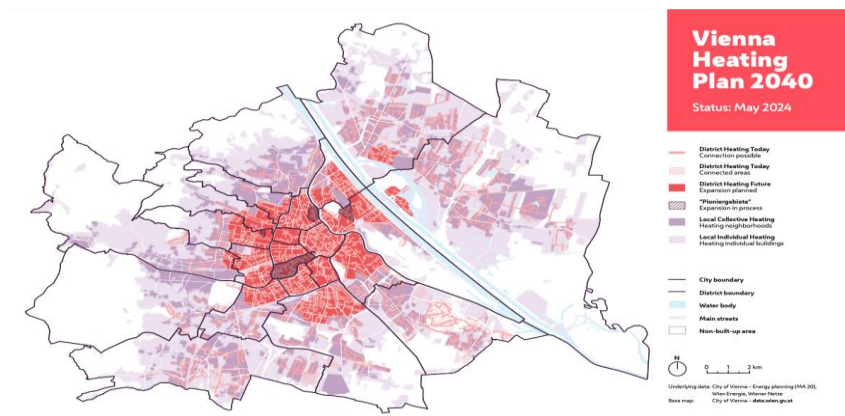 Vienna
Heating
Plan 2040
Status: May 2024
District Heating Today
Connection possible
District Heating Today
Connected areas
District Heating Future
Expansion planned
"Pioniergebiete"
Expansion in process
Local Collective Heating
Heating neighborhoods
Local Individual Heating
Heating individual buildings
City boundary
District boundary
Water body
Main streets
Non-built-up area
N
0 1 2 km
Underlying data: City of Vienna – Energy planning (MA 20),
Wien Energie, Wiener Netze
Base map: City of Vienna – data.wien.gv.at